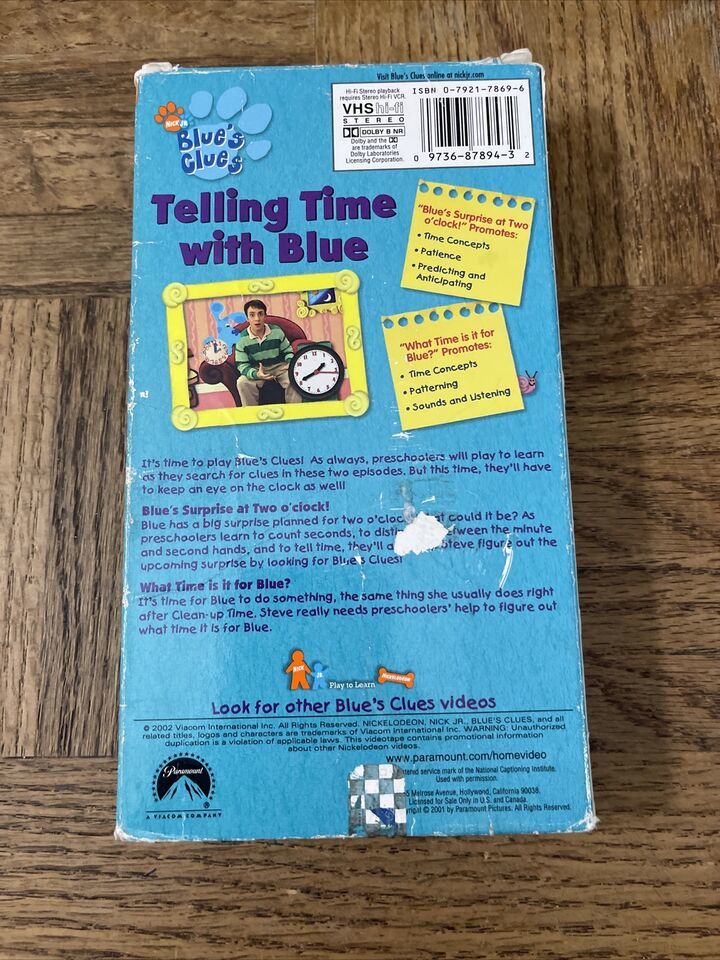 Visit Blue's Clues online at nickjr.com
Hi-Fi Stereo playback
requires Stereo Hi-Fi VCR.
VHS hi-fi
STEREO
DOLBY B NR
Dolby and the
are trademarks of
Dolby Laboratories
Licensing Corporation.
ISBN 0-7921-7869-6
0 9736-87894-3 2
NICK JR.
Blue's
Clues
Telling Time
with Blue
"Blue's Surprise at Two
o'clock!" Promotes:
• Time Concepts
• Patience
• Predicting and
Anticipating
"What Time is it for
Blue?" Promotes:
• Time Concepts
• Patterning
• Sounds and Listening
It's time to play Blue's Clues! As always, preschoolers will play to learn
as they search for clues in these two episodes. But this time, they'll have
to keep an eye on the clock as well!
Blue's Surprise at Two o'clock!
Blue has a big surprise planned for two o'cloc could it be? As
preschoolers learn to count seconds, to disti the minute
and second hands, and to tell time, they'll Steve figure out the
upcoming surprise by looking for Blue's Clues!
What Time is it for Blue?
It's time for Blue to do something, the same thing she usually does right
after Clean-up Time. Steve really needs preschoolers' help to figure out
what time it is for Blue.
NICK JR.
Play to Learn
NICKELODEON
Look for other Blue's Clues videos
© 2002 Viacom International Inc. All Rights Reserved. NICKELODEON, NICK JR., BLUE'S CLUES, and all
related titles, logos and characters are trademarks of Viacom International Inc. WARNING: Unauthorized
duplication is a violation of applicable laws. This videotape contains promotional information
about other Nickelodeon videos.
www.paramount.com/homevideo
service mark of the National Captioning Institute.
Used with permission.
Melrose Avenue, Hollywood, California 90038.
Licensed for Sale Only in U.S. and Canada.
© 2001 by Paramount Pictures. All Rights Reserved.
Paramount
A VIACOM COMPANY